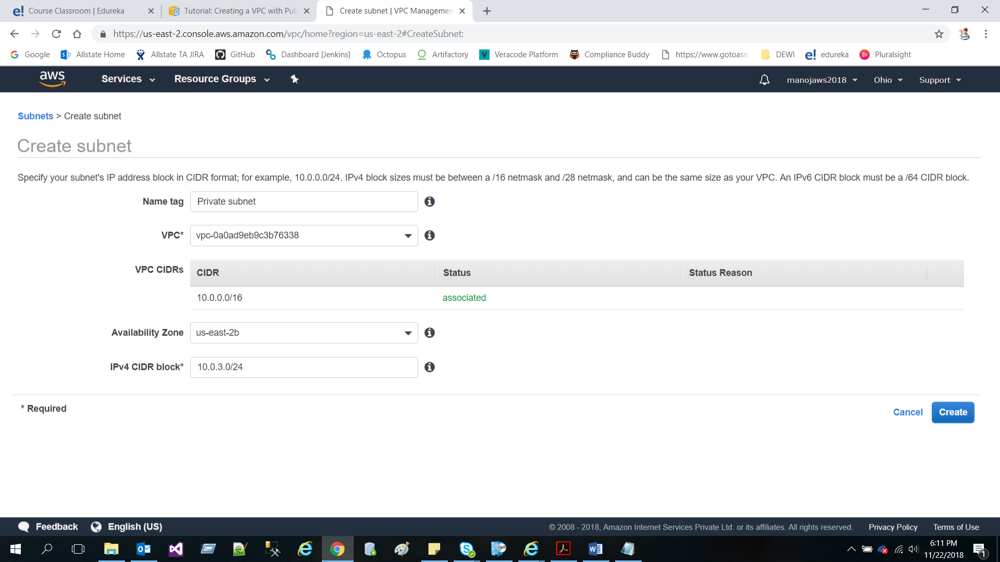 Course Classroom | Edureka
Tutorial: Creating a VPC with Pub
Create subnet | VPC Managemen
https://us-east-2.console.aws.amazon.com/vpc/home?region=us-east-2#CreateSubnet:
Google Allstate Home Allstate TA JIRA GitHub Dashboard [Jenkins] Octopus Artifactory Veracode Platform Compliance Buddy https://www.gotoassi DEWI edureka Pluralsight
aws Services Resource Groups manojaws2018 Ohio Support
Subnets > Create subnet
Create subnet
Specify your subnet's IP address block in CIDR format; for example, 10.0.0.0/24. IPv4 block sizes must be between a /16 netmask and /28 netmask, and can be the same size as your VPC. An IPv6 CIDR block must be a /64 CIDR block.
Name tag Private subnet
VPC* vpc-0a0ad9eb9c3b76338
VPC CIDRs CIDR Status Status Reason
10.0.0.0/16 associated
Availability Zone us-east-2b
IPv4 CIDR block* 10.0.3.0/24
* Required
Cancel Create
Feedback English (US) © 2008 - 2018, Amazon Internet Services Private Ltd. or its affiliates. All rights reserved. Privacy Policy Terms of Use
6:11 PM
11/22/2018
1